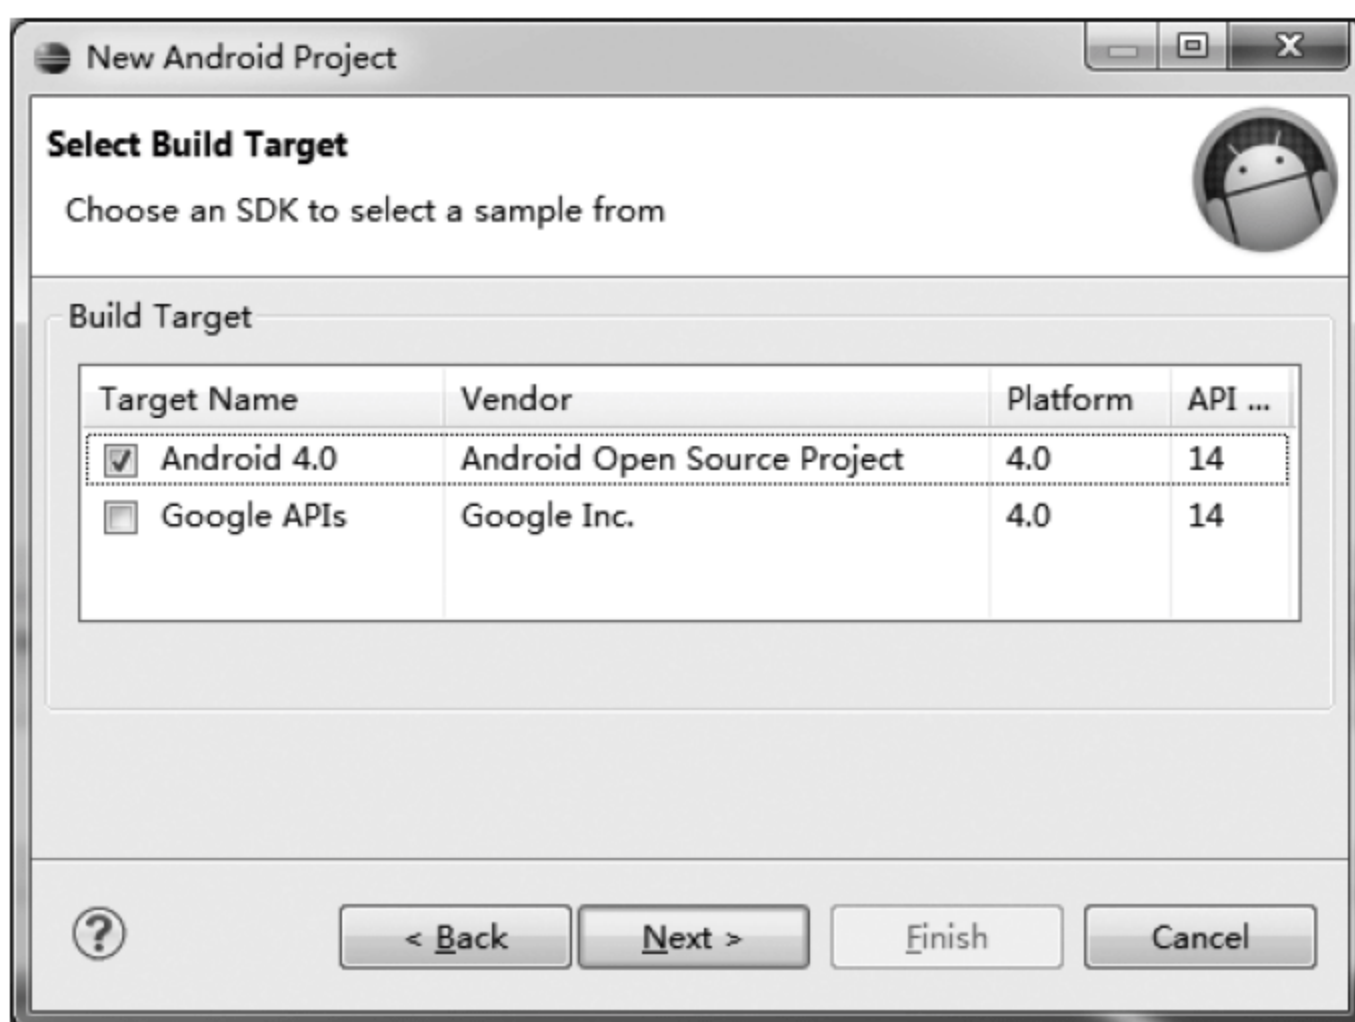 New Android Project
Select Build Target
Choose an SDK to select a sample from
Build Target
Target Name Vendor Platform API ...
Android 4.0 Android Open Source Project 4.0 14
Google APIs Google Inc. 4.0 14
? < Back Next > Finish Cancel